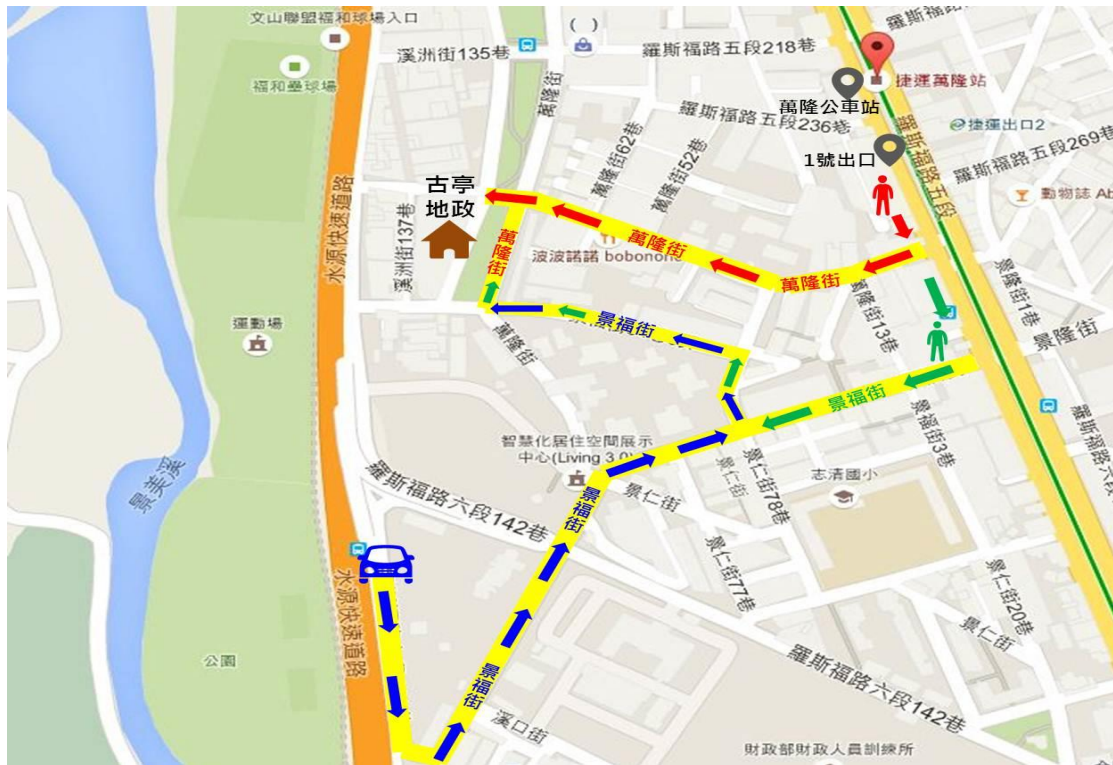 文山聯盟福和球場入口
福和壘球場
溪洲街135巷
( )
萬隆街
羅斯福路五段218巷
捷運萬隆站
萬隆公車站
羅斯福路五段236巷
捷運出口2
1號出口
羅斯福路五段
羅斯福路五段269巷
動物誌
萬隆街62巷
萬隆街52巷
古亭
地政
水源快速道路
溪洲街137巷
萬隆街
萬隆街
萬隆街
波波諾諾 bobonono
萬隆街13巷
景隆街1巷
景隆街
運動場
景福街
萬隆街
景福街
景福街3巷
景美溪
智慧化居住空間展示
中心(Living 3.0)
景仁街
景仁街
景仁街78巷
志清國小
羅斯福路六段142巷
景福街
水源快速道路
景仁街77巷
景仁街20巷
景仁街
公園
景福街
溪口街
羅斯福路六段142巷
財政部財政人員訓練所